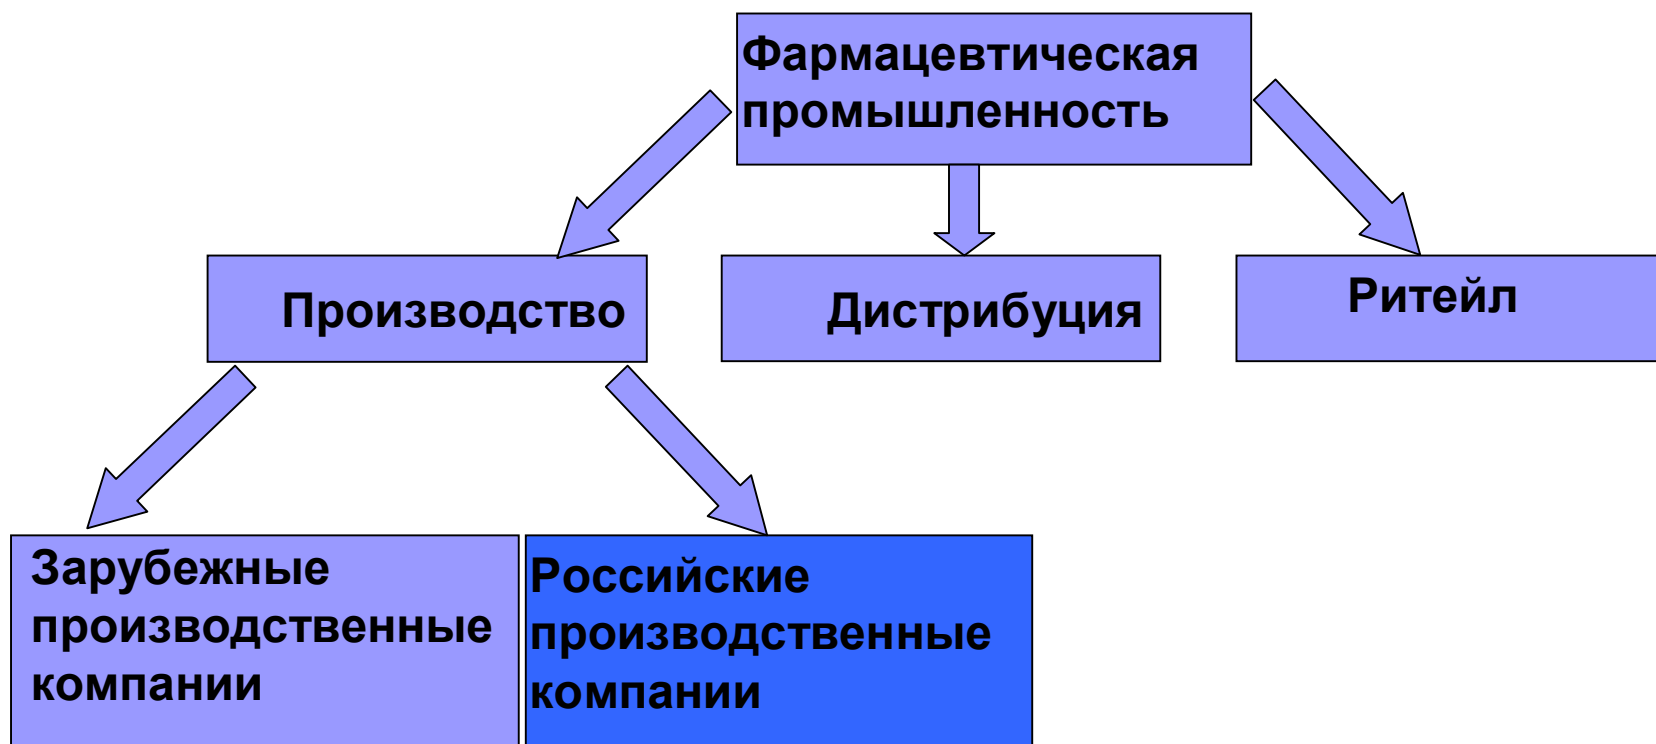 Фармацевтическая
промышленность
Производство
Дистрибуция
Ритейл
Зарубежные
производственные
компании
Российские
производственные
компании